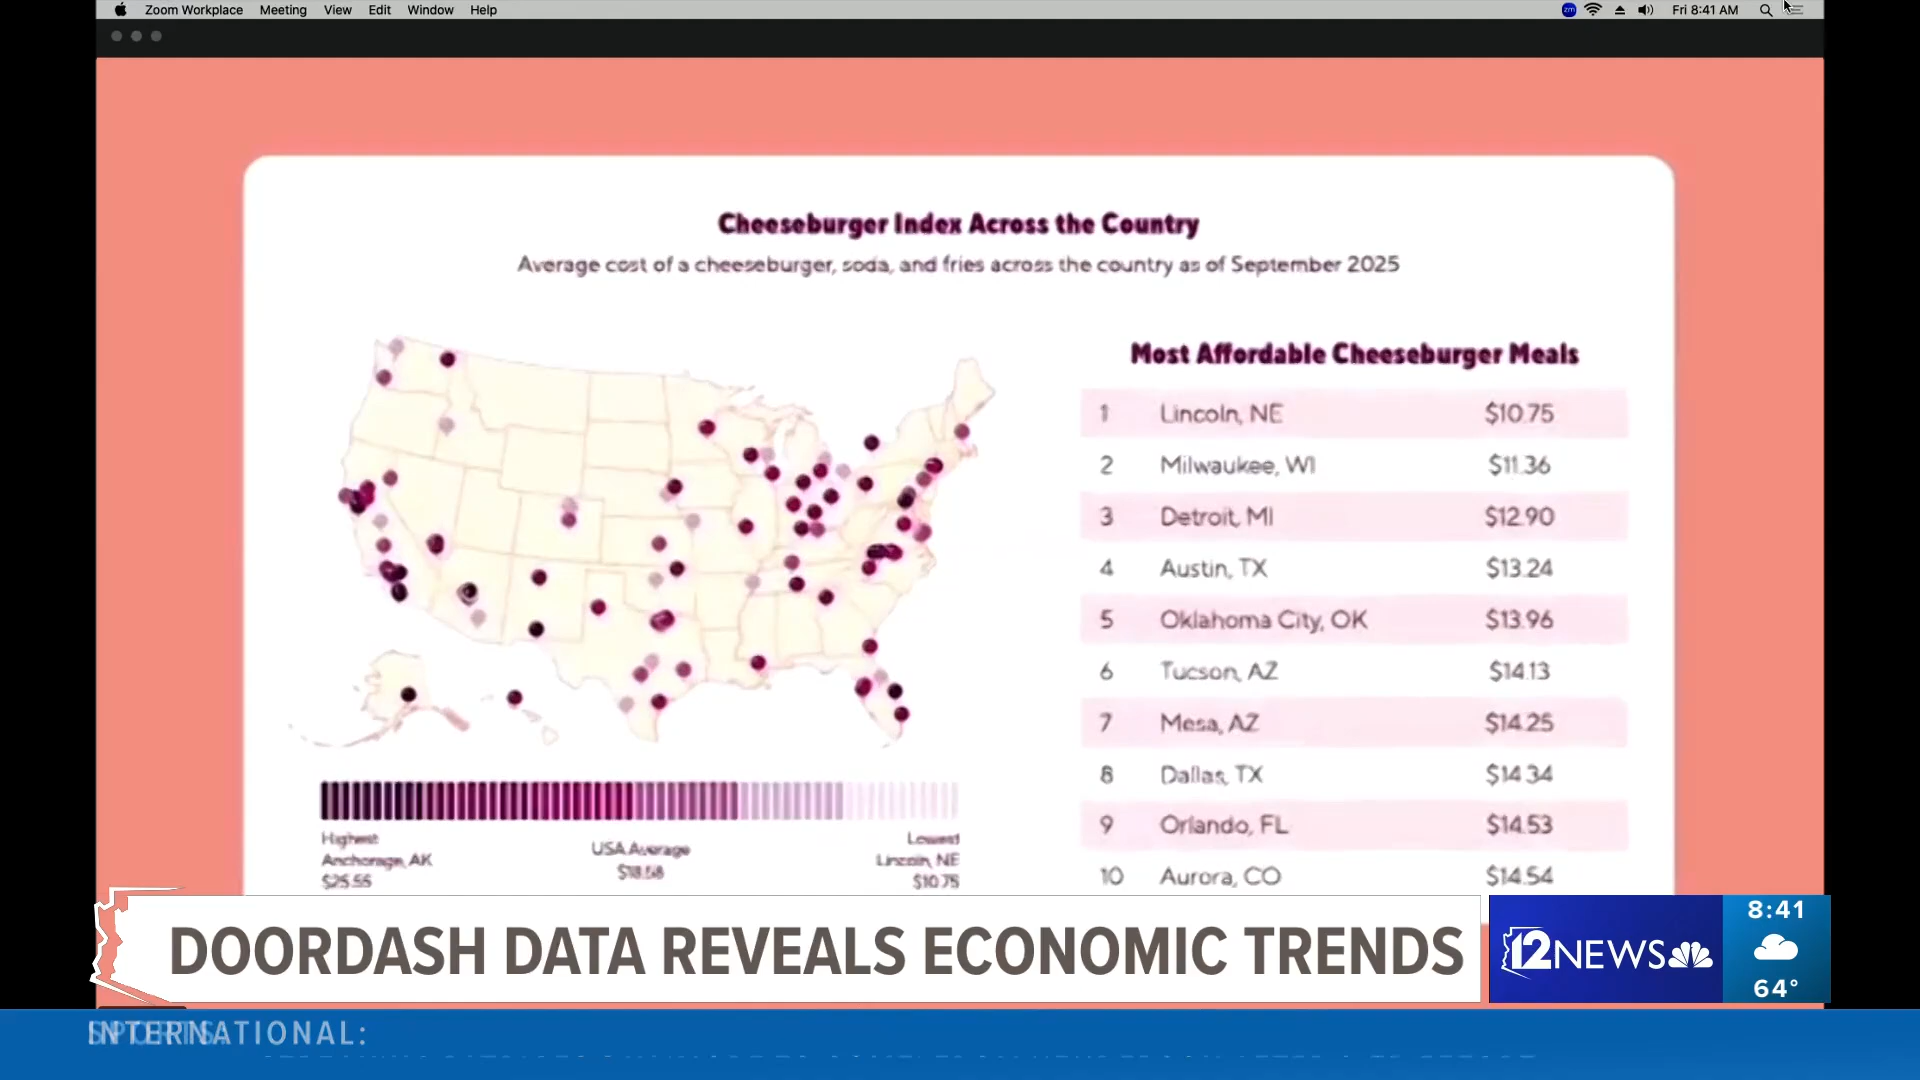 Zoom Workplace Meeting View Edit Window Help
zm Fri 8:41 AM
Cheeseburger Index Across the Country
Average cost of a cheeseburger, soda, and fries across the country as of September 2025
Most Affordable Cheeseburger Meals
1 Lincoln, NE $10.75
2 Milwaukee, WI $11.36
3 Detroit, MI $12.90
4 Austin, TX $13.24
5 Oklahoma City, OK $13.96
6 Tucson, AZ $14.13
7 Mesa, AZ $14.25
8 Dallas, TX $14.34
9 Orlando, FL $14.53
10 Aurora, CO $14.54
Highest
Anchorage, AK
$25.55
USA Average
Lowest
Lincoln, NE
$10.75
DOORDASH DATA REVEALS ECONOMIC TRENDS
12NEWS
8:41
64°
INTERNATIONAL: